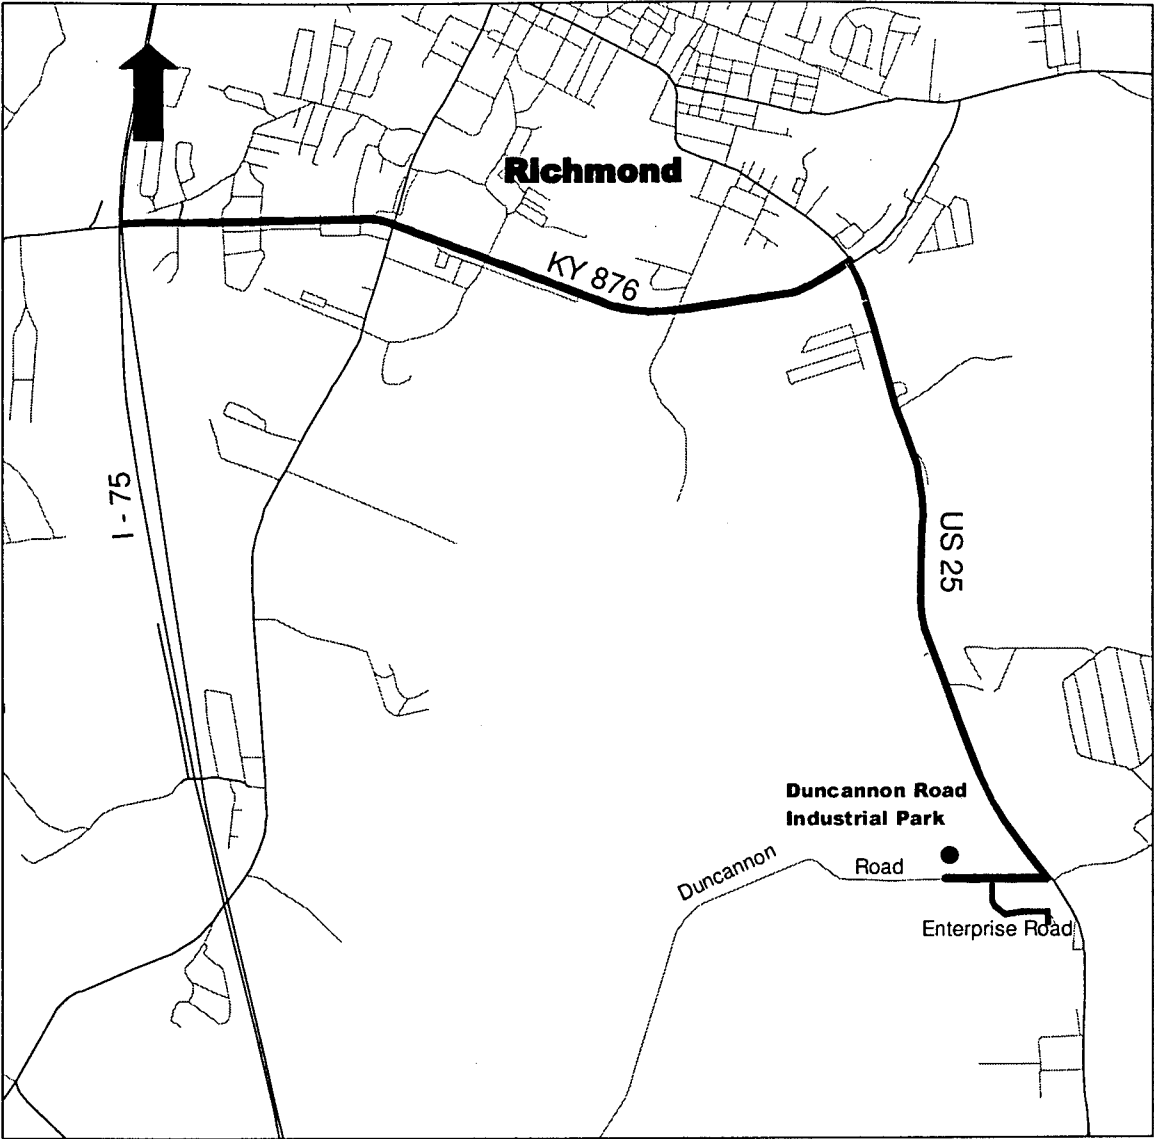 Richmond
KY 876
I - 75
US 25
Duncannon Road
Industrial Park
Duncannon
Road
Enterprise Road